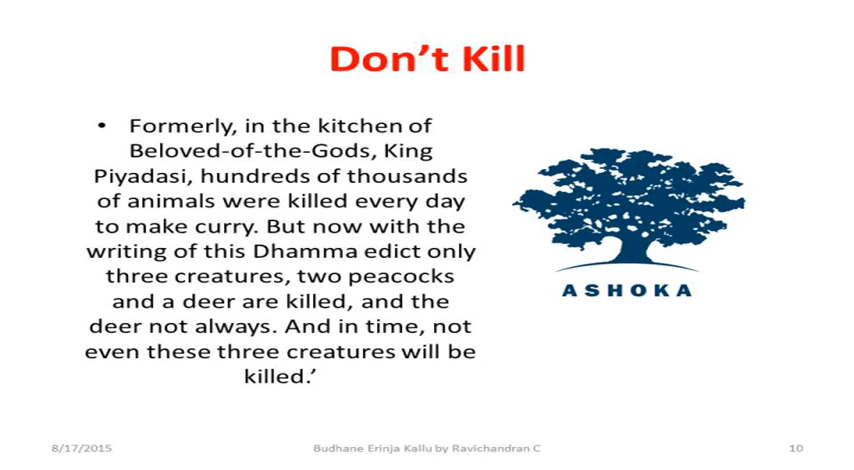 Don't Kill
• Formerly, in the kitchen of
Beloved-of-the-Gods, King
Piyadasi, hundreds of thousands
of animals were killed every day
to make curry. But now with the
writing of this Dhamma edict only
three creatures, two peacocks
and a deer are killed, and the
deer not always. And in time, not
even these three creatures will be
killed.’
ASHOKA
8/17/2015
Budhane Erinja Kallu by Ravichandran C
10